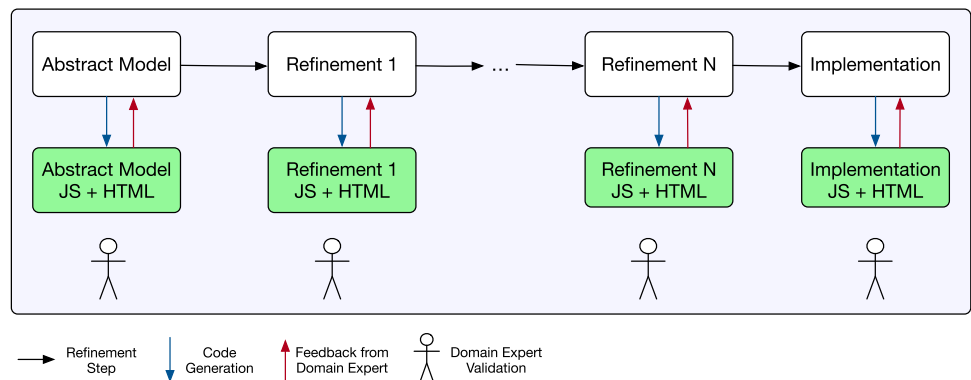 Abstract Model
Refinement 1
...
Refinement N
Implementation
Abstract Model
JS + HTML
Refinement 1
JS + HTML
Refinement N
JS + HTML
Implementation
JS + HTML
Refinement
Step
Code
Generation
Feedback from
Domain Expert
Domain Expert
Validation